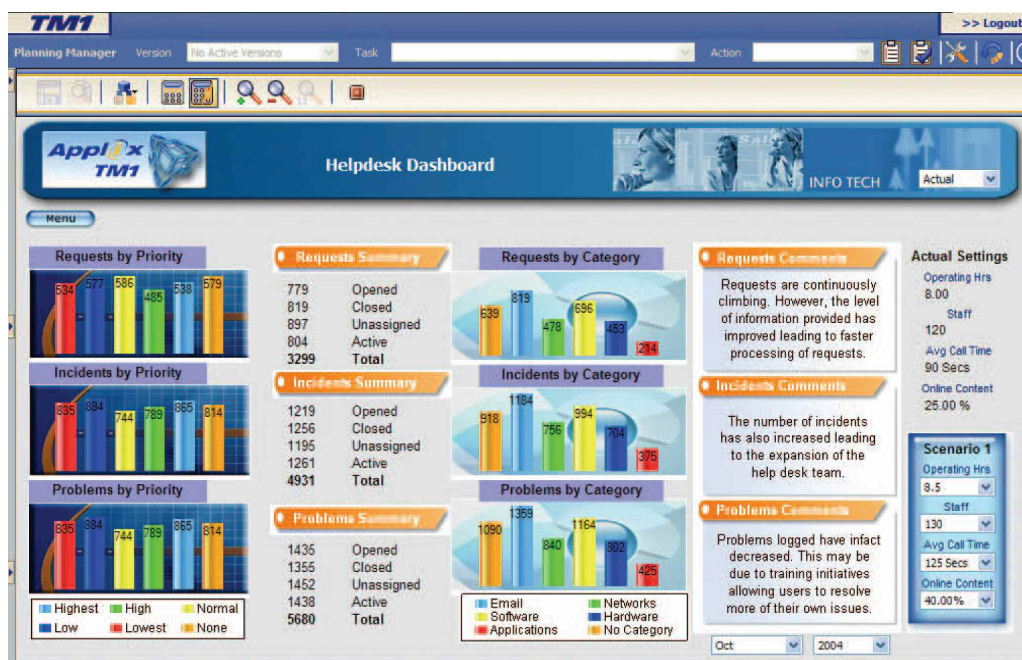 TM1
>> Logout
Planning Manager Version No Active Versions Task Action
Applix
TM1
Helpdesk Dashboard
INFO TECH
Actual
Menu
Requests by Priority
534 577 586 485 538 579
Incidents by Priority
835 884 744 789 865 814
Problems by Priority
835 884 744 789 865 814
Highest High Normal
Low Lowest None
Requests Summary
779 Opened
819 Closed
897 Unassigned
804 Active
3299 Total
Incidents Summary
1219 Opened
1256 Closed
1195 Unassigned
1261 Active
4931 Total
Problems Summary
1435 Opened
1355 Closed
1452 Unassigned
1438 Active
5680 Total
Requests by Category
639 819 478 696 453 214
Incidents by Category
918 1184 756 994 704 375
Problems by Category
1090 1359 840 1164 802 425
Email Networks
Software Hardware
Applications No Category
Requests Comments
Requests are continuously
climbing. However, the level
of information provided has
improved leading to faster
processing of requests.
Incidents Comments
The number of incidents
has also increased leading
to the expansion of the
help desk team.
Problems Comments
Problems logged have infact
decreased. This may be
due to training initiatives
allowing users to resolve
more of their own issues.
Oct 2004
Actual Settings
Operating Hrs
8.00
Staff
120
Avg Call Time
90 Secs
Online Content
25.00 %
Scenario 1
Operating Hrs
8.5
Staff
130
Avg Call Time
125 Secs
Online Content
40.00%